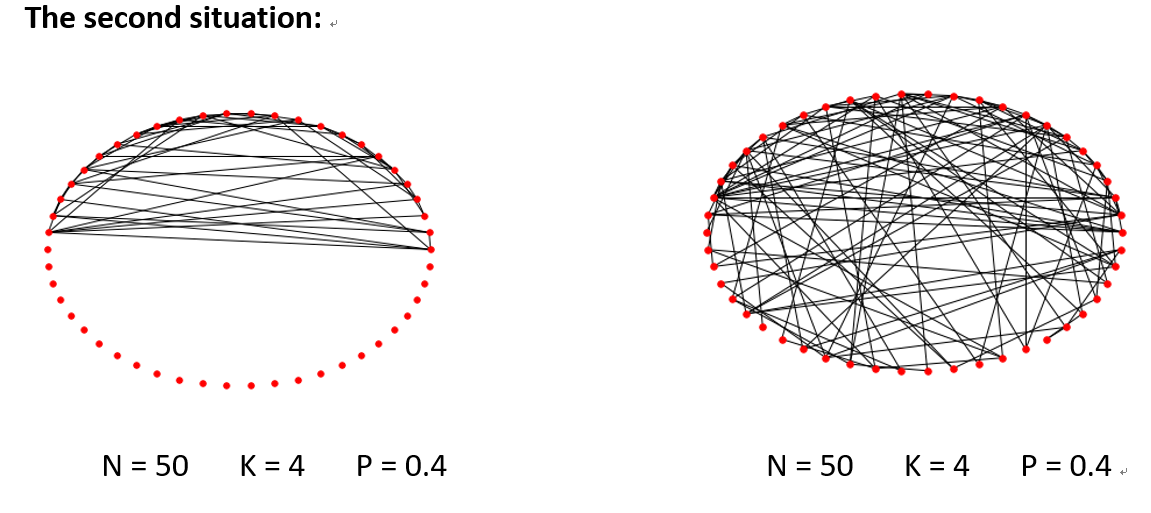 The second situation:
N = 50 K = 4 P = 0.4 N = 50 K = 4 P = 0.4